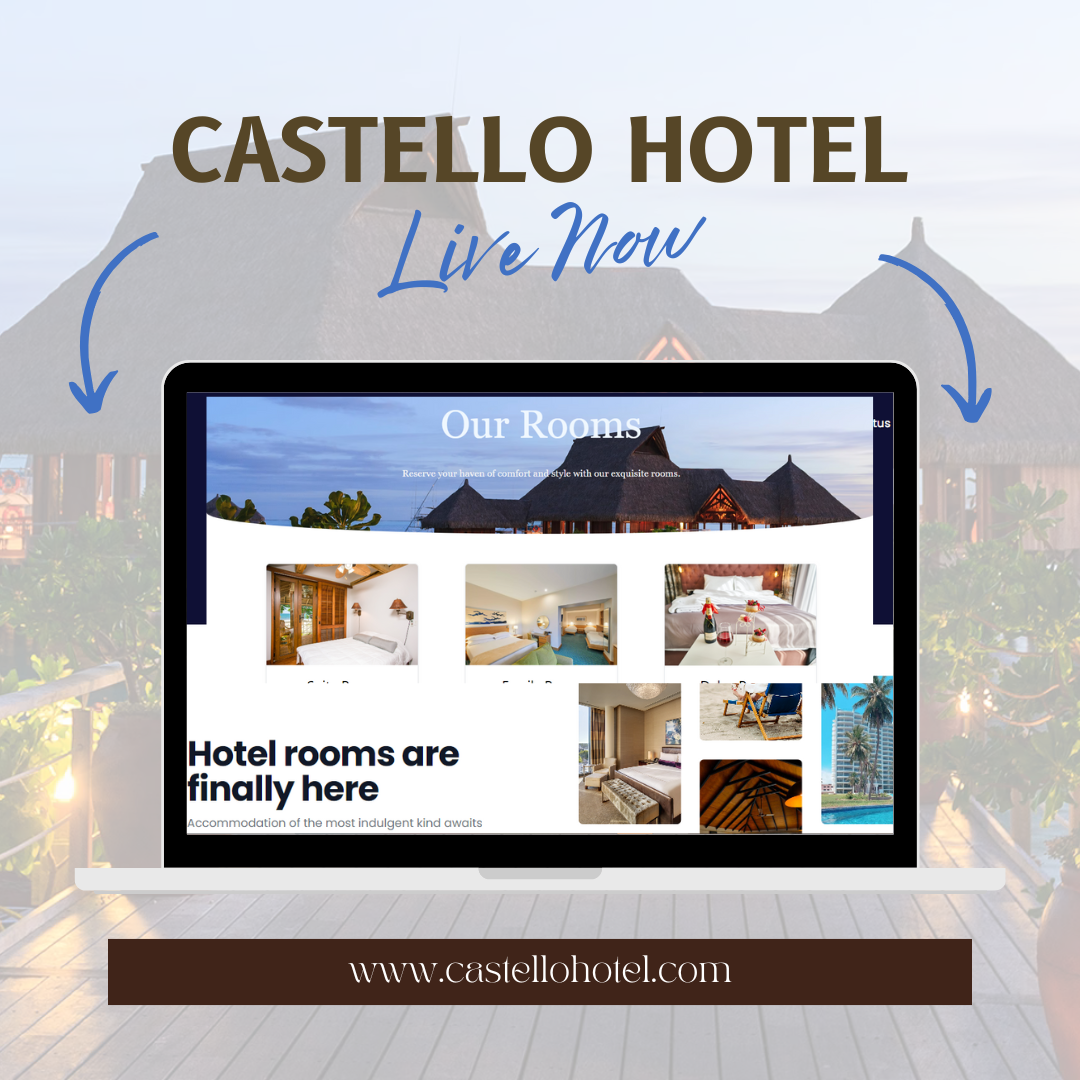 CASTELLO HOTEL
Live Now
Our Rooms
tus
Reserve your haven of comfort and style with our exquisite rooms.
Hotel rooms are
finally here
Accommodation of the most indulgent kind awaits
www.castellohotel.com